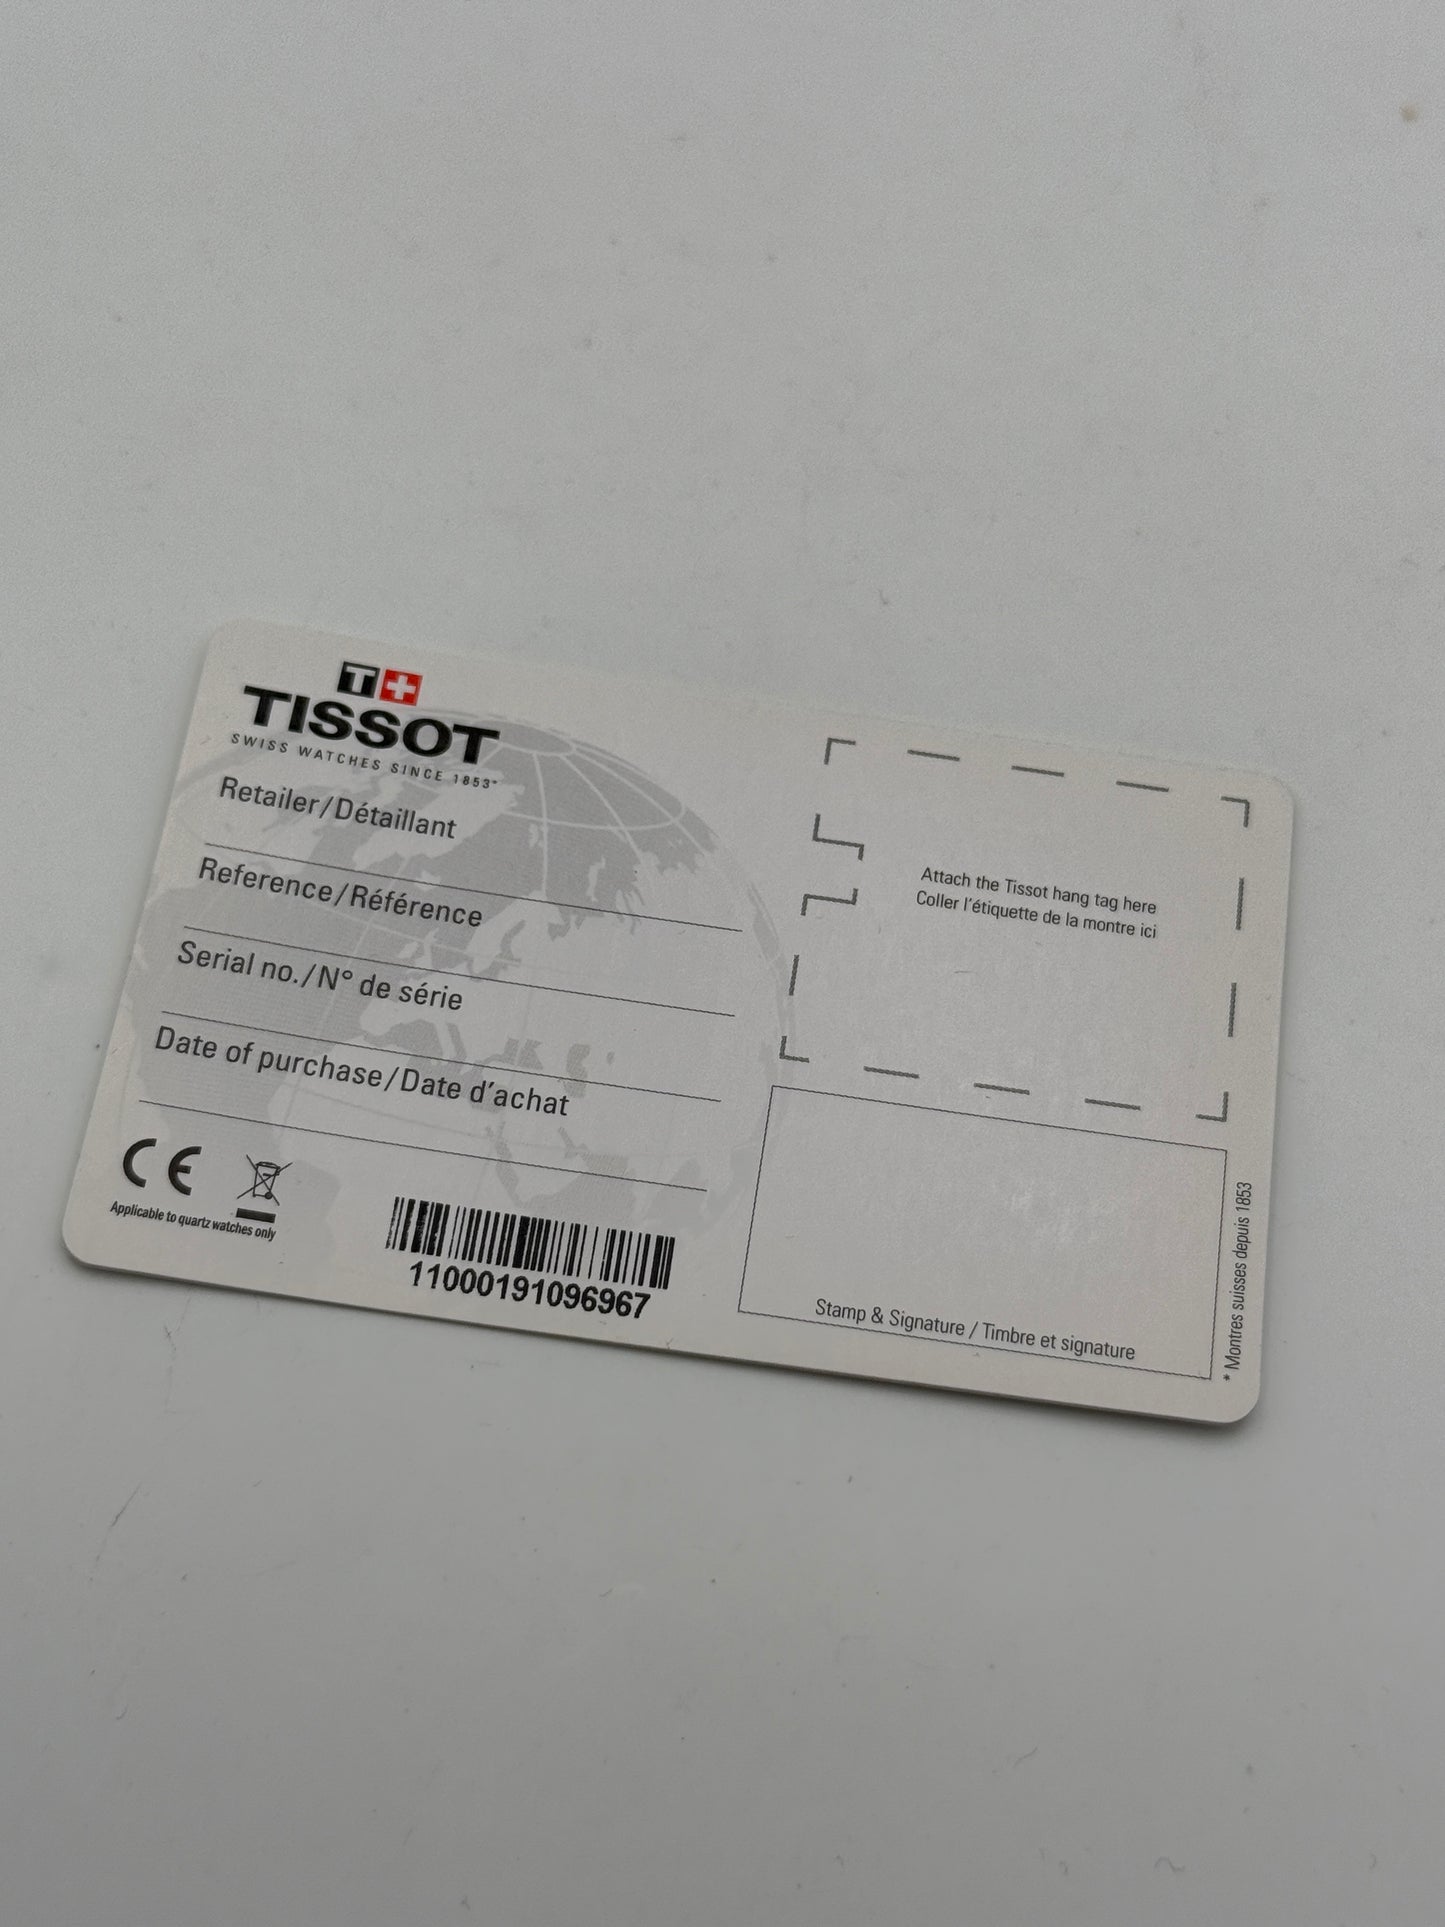 T+
TISSOT
SWISS WATCHES SINCE 1853*
Retailer/Détaillant
Reference/Référence
Serial no./N° de série
Date of purchase/Date d'achat
CE
Applicable to quartz watches only
11000191096967
Attach the Tissot hang tag here
Coller l'étiquette de la montre ici
Stamp & Signature / Timbre et signature
* Montres suisses depuis 1853